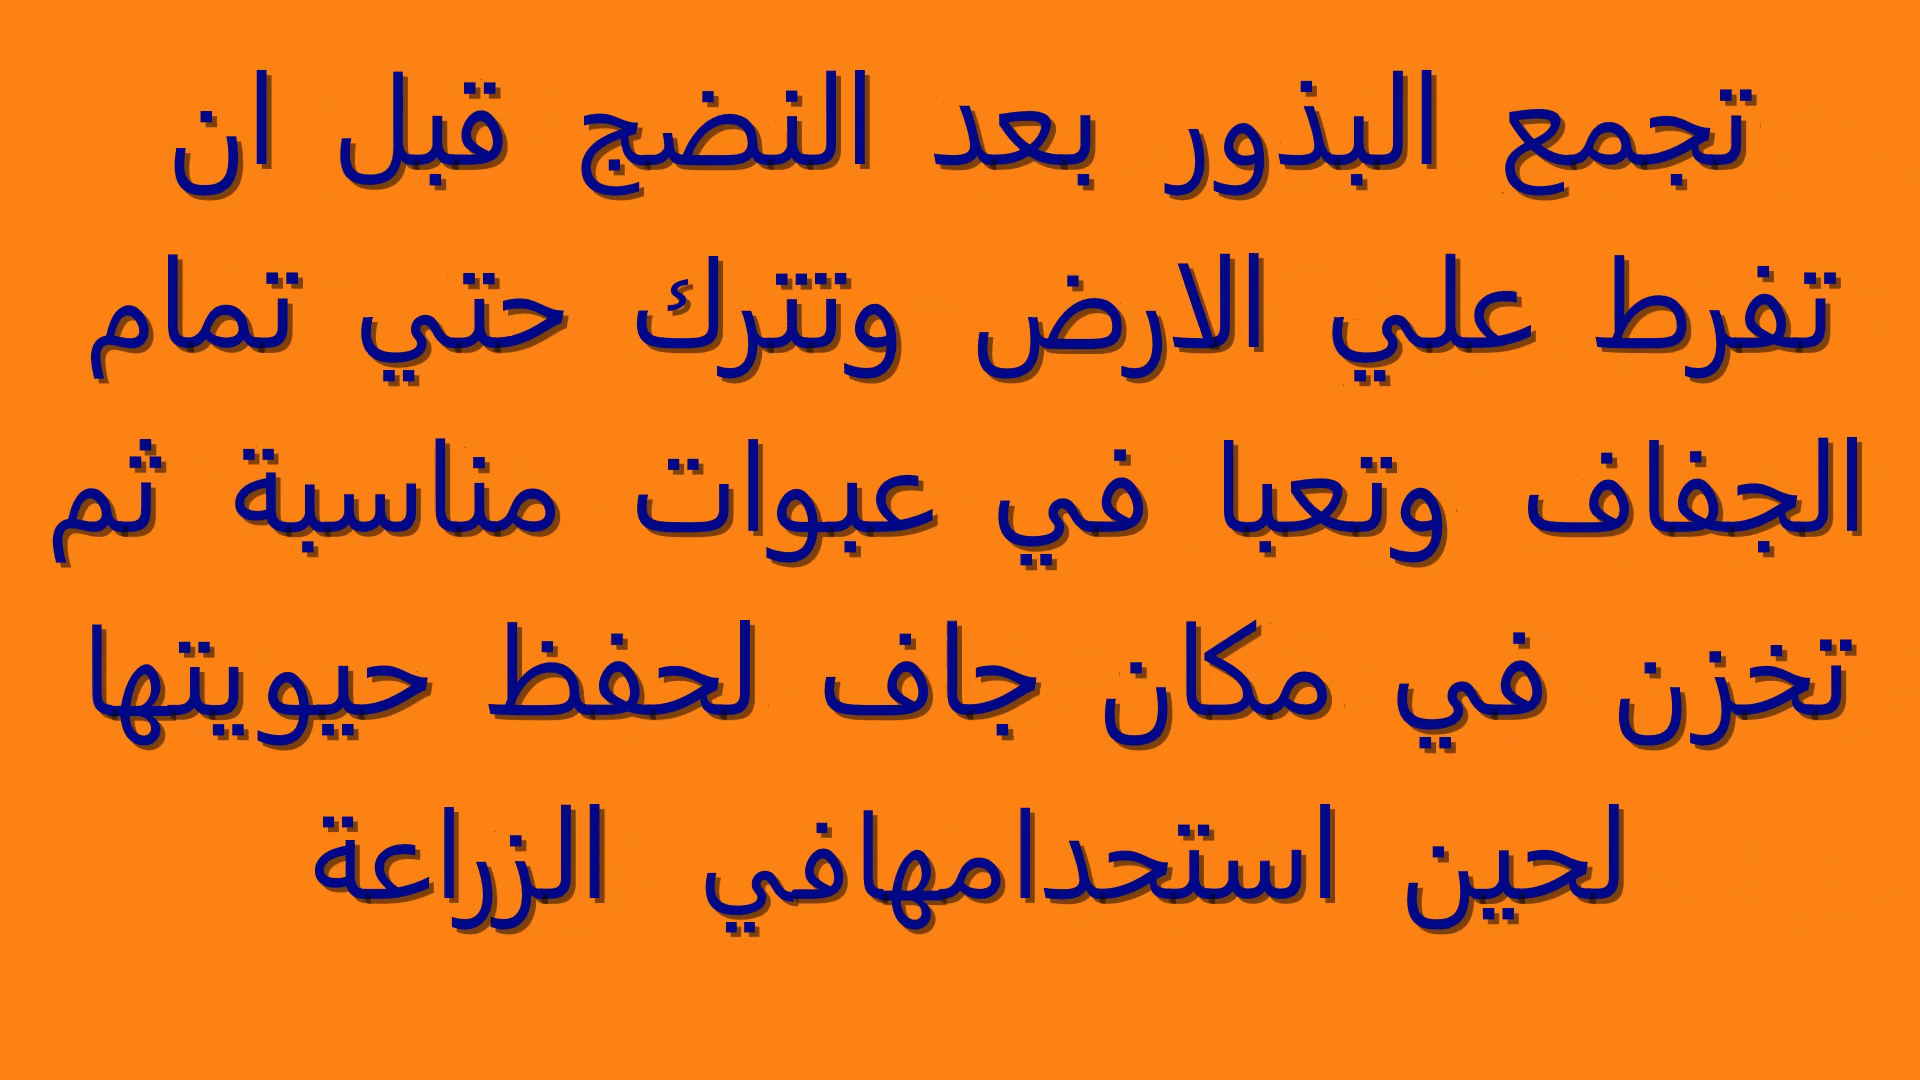 تجمع البذور بعد النضج قبل ان
تفرط علي الارض وتترك حتي تمام
الجفاف وتعبا في عبوات مناسبة ثم
تخزن في مكان جاف لحفظ حيويتها
لحين استحدامهافي الزراعة